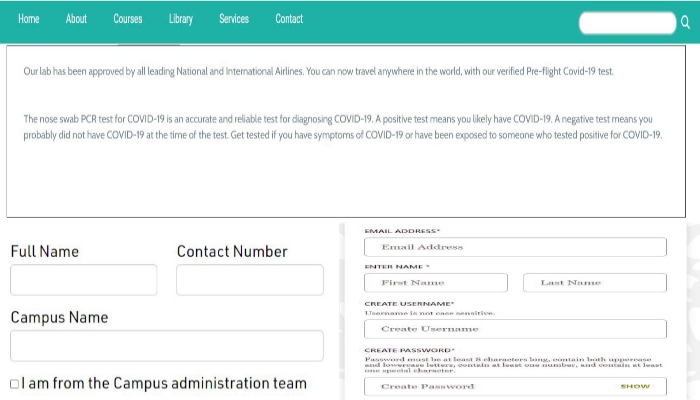 Home About Courses Library Services Contact
Our lab has been approved by all leading National and International Airlines. You can now travel anywhere in the world, with our verified Pre-flight Covid-19 test.
The nose swab PCR test for COVID-19 is an accurate and reliable test for diagnosing COVID-19. A positive test means you likely have COVID-19. A negative test means you
probably did not have COVID-19 at the time of the test. Get tested if you have symptoms of COVID-19 or have been exposed to someone who tested positive for COVID-19.
Full Name Contact Number
Campus Name
I am from the Campus administration team
EMAIL ADDRESS*
Email Address
ENTER NAME *
First Name Last Name
CREATE USERNAME*
Username is not case sensitive.
Create Username
CREATE PASSWORD*
Password must be at least 8 characters long, contain both uppercase
and lowercase letters, contain at least one number, and contain at least
one special character.
Create Password SHOW